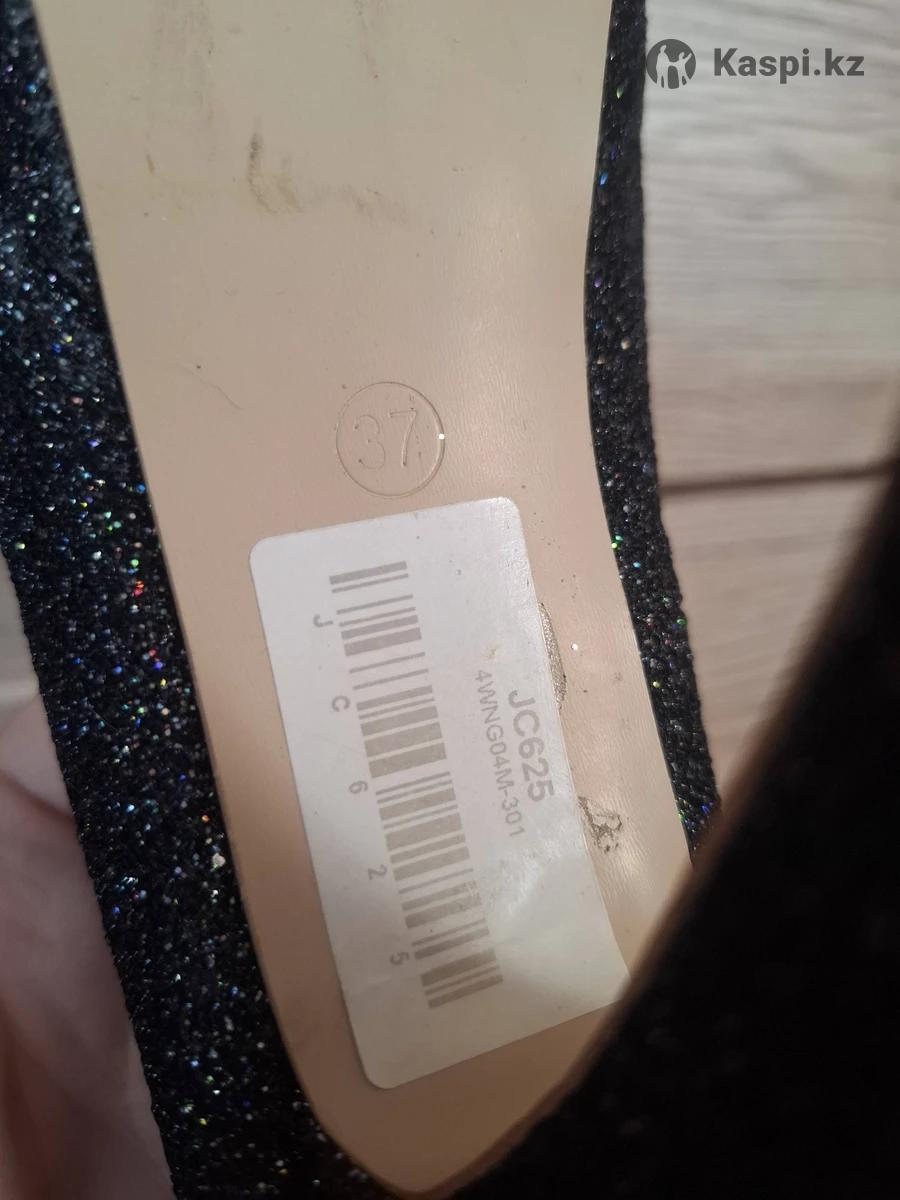 Kaspi.kz
37
JC625
4WNG04M-301
J C 6 2 5